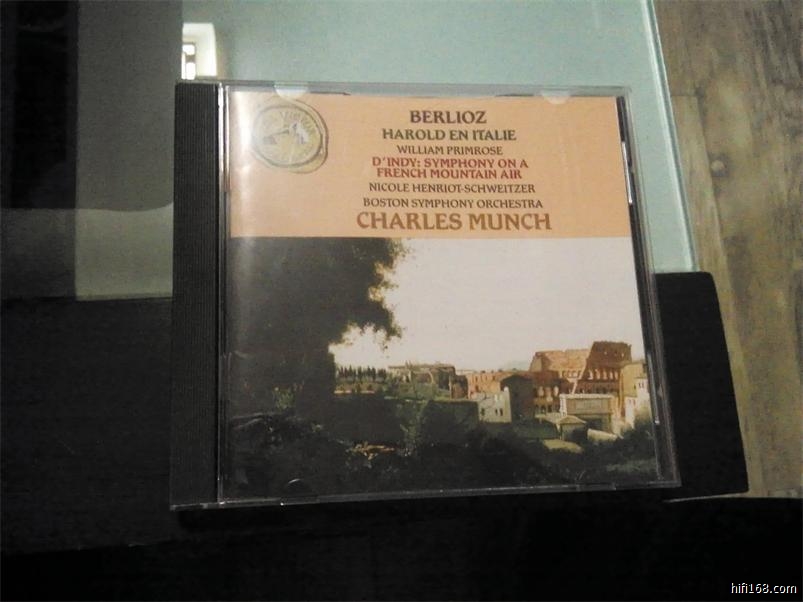 BERLIOZ
HAROLD EN ITALIE
WILLIAM PRIMROSE
D'INDY: SYMPHONY ON A
FRENCH MOUNTAIN AIR
NICOLE HENRIOT-SCHWEITZER
BOSTON SYMPHONY ORCHESTRA
CHARLES MUNCH
hifi168.com